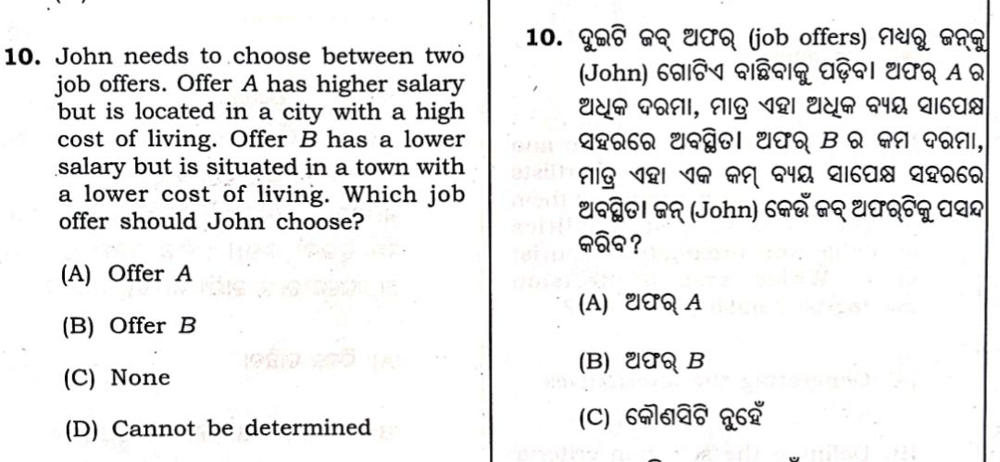 10. John needs to choose between two
job offers. Offer A has higher salary
but is located in a city with a high
cost of living. Offer B has a lower
salary but is situated in a town with
a lower cost of living. Which job
offer should John choose?
(A) Offer A
(B) Offer B
(C) None
(D) Cannot be determined
10. ଦୁଇଟି ଜବ୍ ଅଫର୍ (job offers) ମଧ୍ୟରୁ ଜନ୍‌କୁ
(John) ଗୋଟିଏ ବାଛିବାକୁ ପଡ଼ିବ। ଅଫର୍ A ର
ଅଧିକ ଦରମା, ମାତ୍ର ଏହା ଅଧିକ ବ୍ୟୟ ସାପେକ୍ଷ
ସହରରେ ଅବସ୍ଥିତ। ଅଫର୍ B ର କମ ଦରମା,
ମାତ୍ର ଏହା ଏକ କମ୍ ବ୍ୟୟ ସାପେକ୍ଷ ସହରରେ
ଅବସ୍ଥିତ। ଜନ୍ (John) କେଉଁ ଜବ୍ ଅଫର୍‌ଟିକୁ ପସନ୍ଦ
କରିବ?
(A) ଅଫର୍ A
(B) ଅଫର୍ B
(C) କୌଣସିଟି ନୁହେଁ